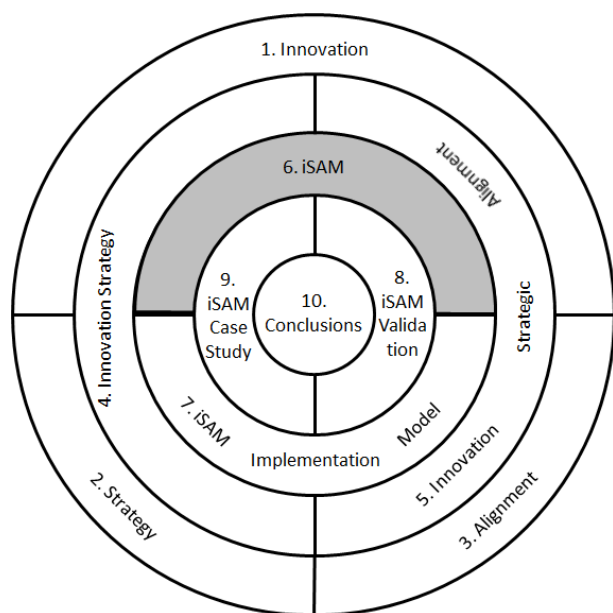 1. Innovation
2. Strategy
3. Alignment
4. Innovation Strategy
5. Innovation
Strategic
Alignment
6. iSAM
7. iSAM
Implementation
Model
8.
iSAM
Valida
tion
9.
iSAM
Case
Study
10.
Conclusions